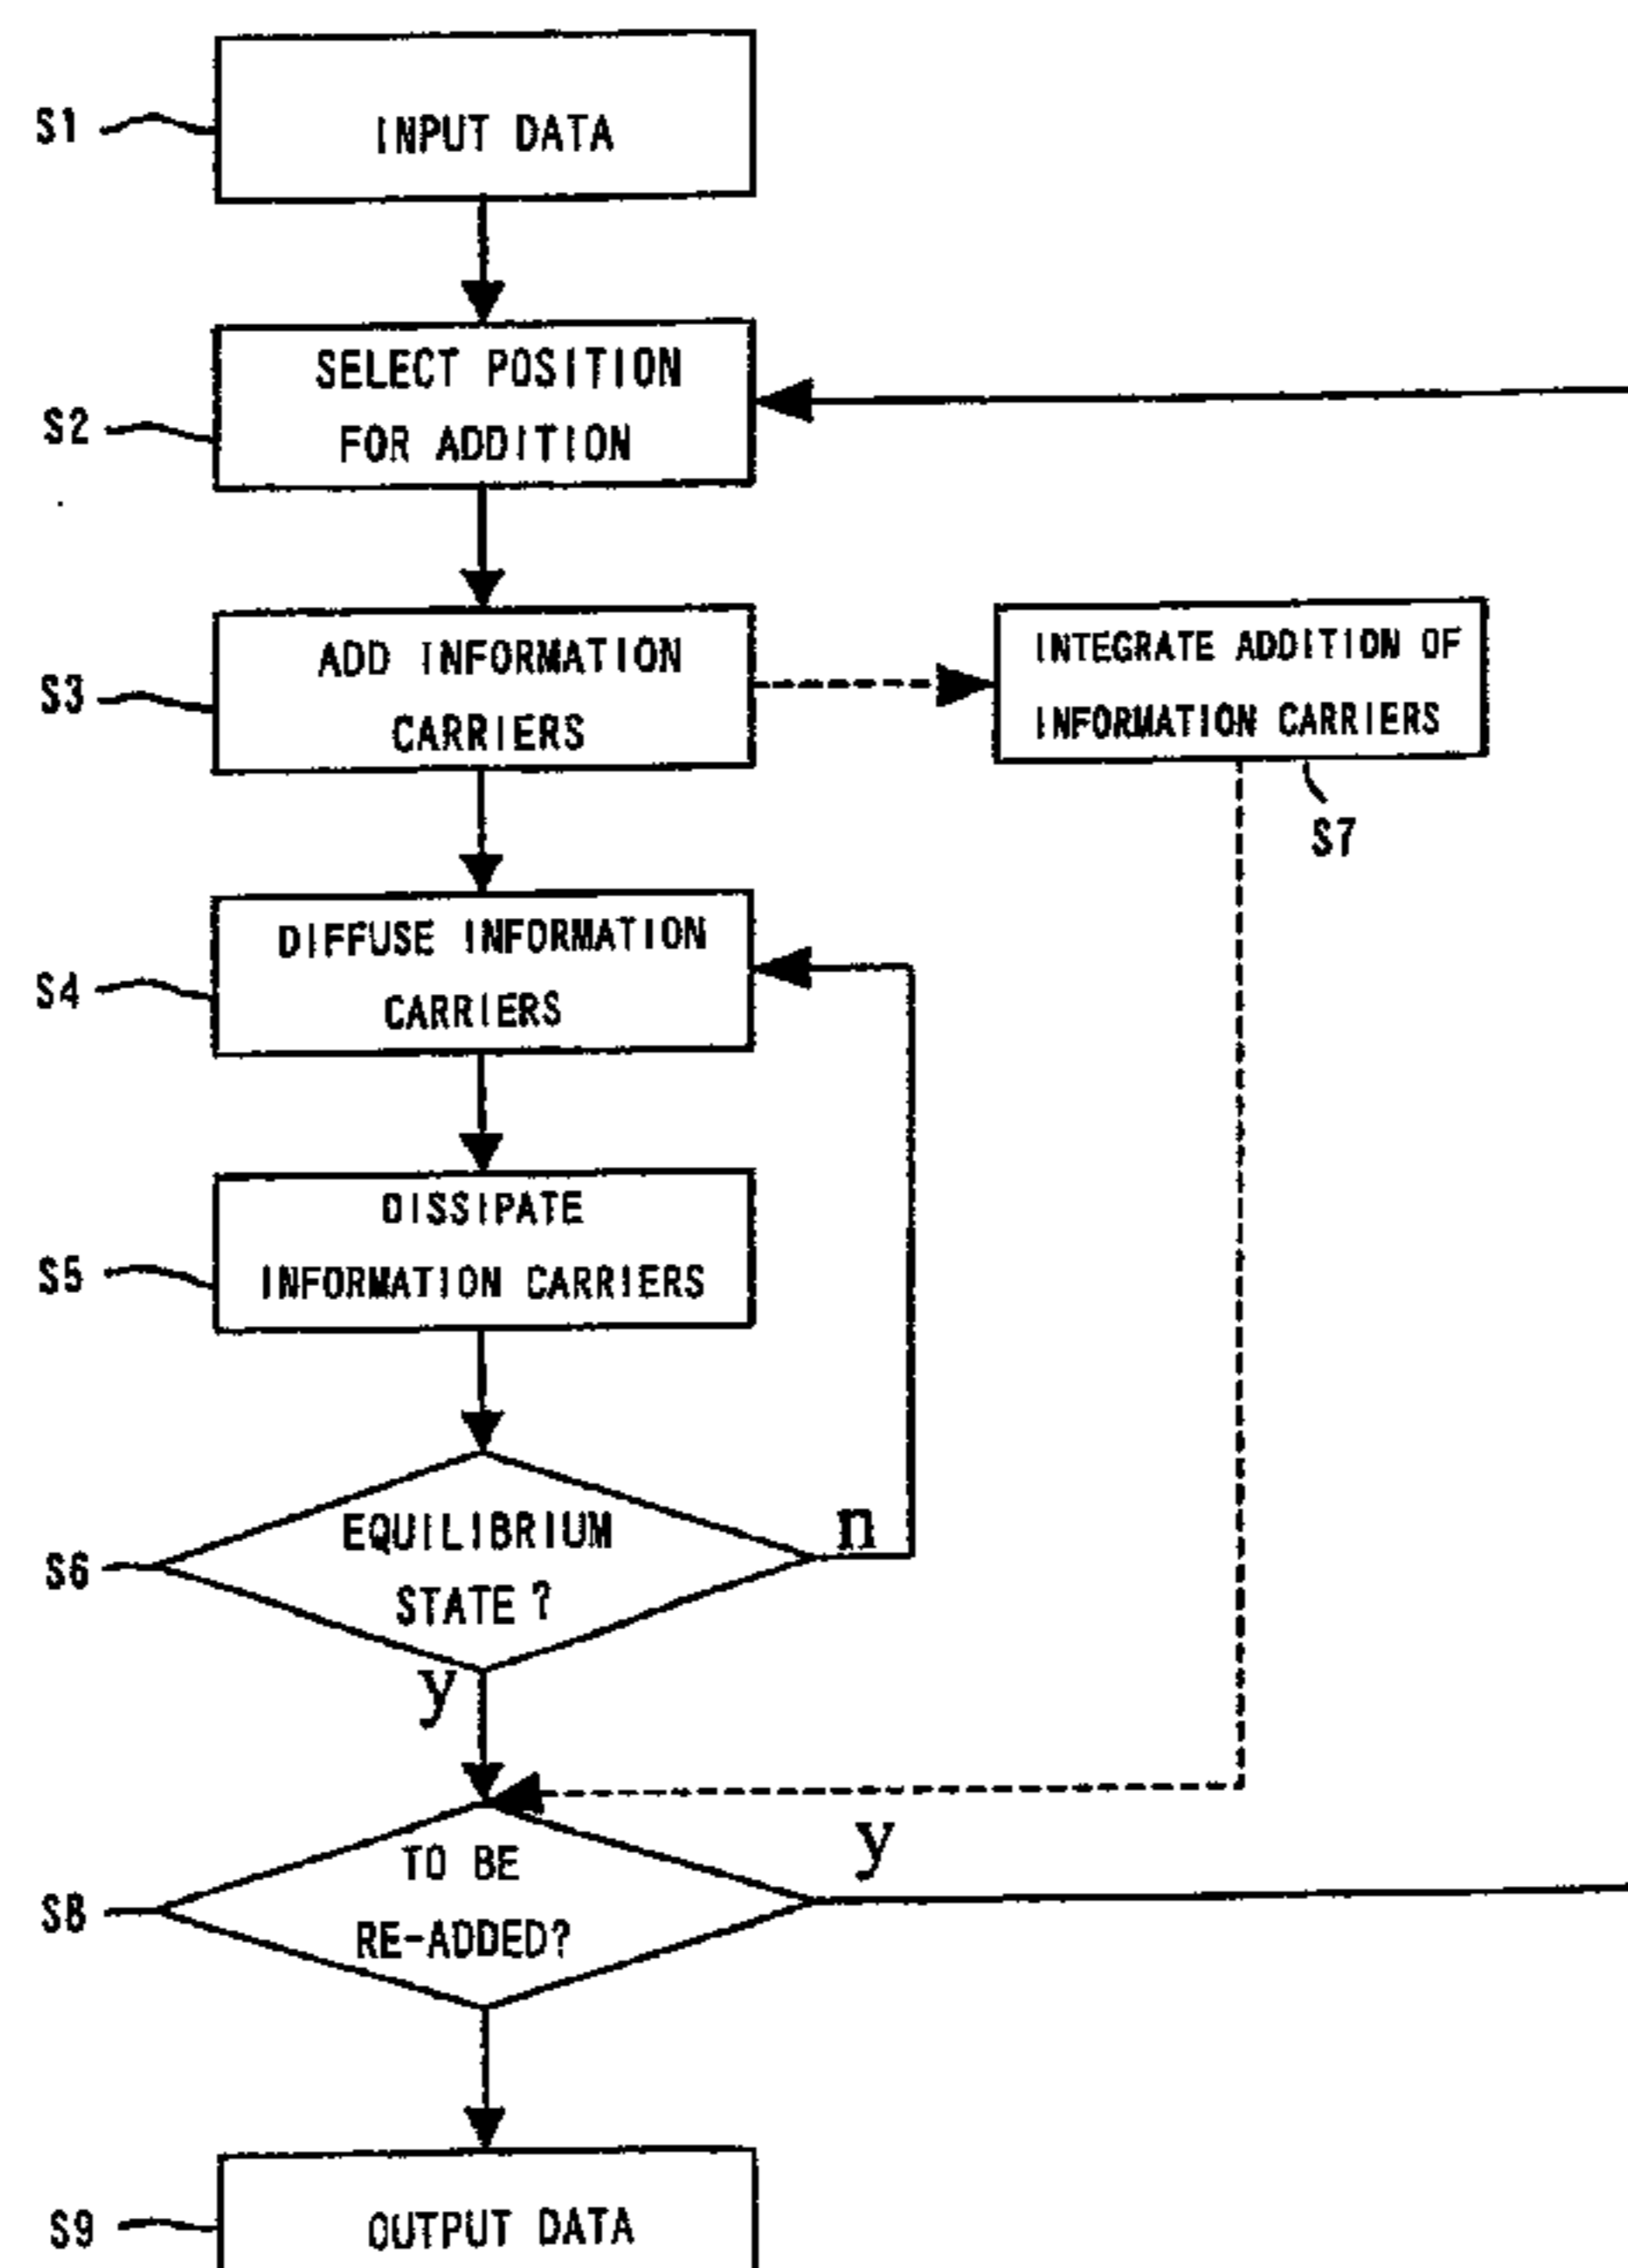 S1
INPUT DATA
S2
SELECT POSITION
FOR ADDITION
S3
ADD INFORMATION
CARRIERS
INTEGRATE ADDITION OF
INFORMATION CARRIERS
S7
S4
DIFFUSE INFORMATION
CARRIERS
S5
DISSIPATE
INFORMATION CARRIERS
S6
EQUILIBRIUM
STATE?
n
y
S8
TO BE
RE-ADDED?
y
S9
OUTPUT DATA